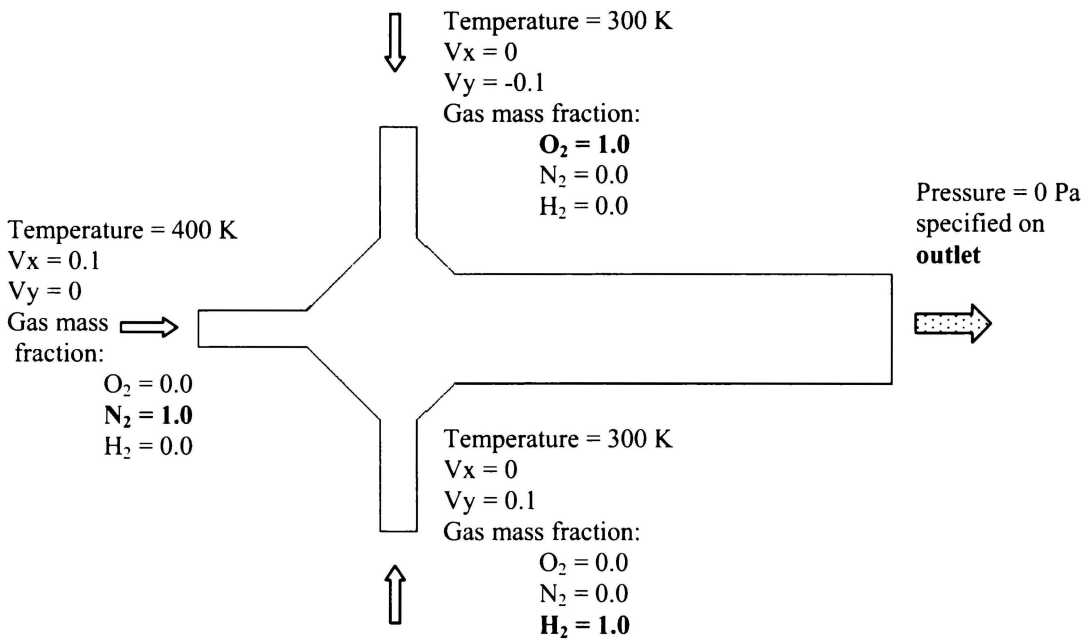 Temperature = 300 K
Vx = 0
Vy = -0.1
Gas mass fraction:
O₂ = 1.0
N₂ = 0.0
H₂ = 0.0
Temperature = 400 K
Vx = 0.1
Vy = 0
Gas mass
fraction:
O₂ = 0.0
N₂ = 1.0
H₂ = 0.0
Pressure = 0 Pa
specified on
outlet
Temperature = 300 K
Vx = 0
Vy = 0.1
Gas mass fraction:
O₂ = 0.0
N₂ = 0.0
H₂ = 1.0